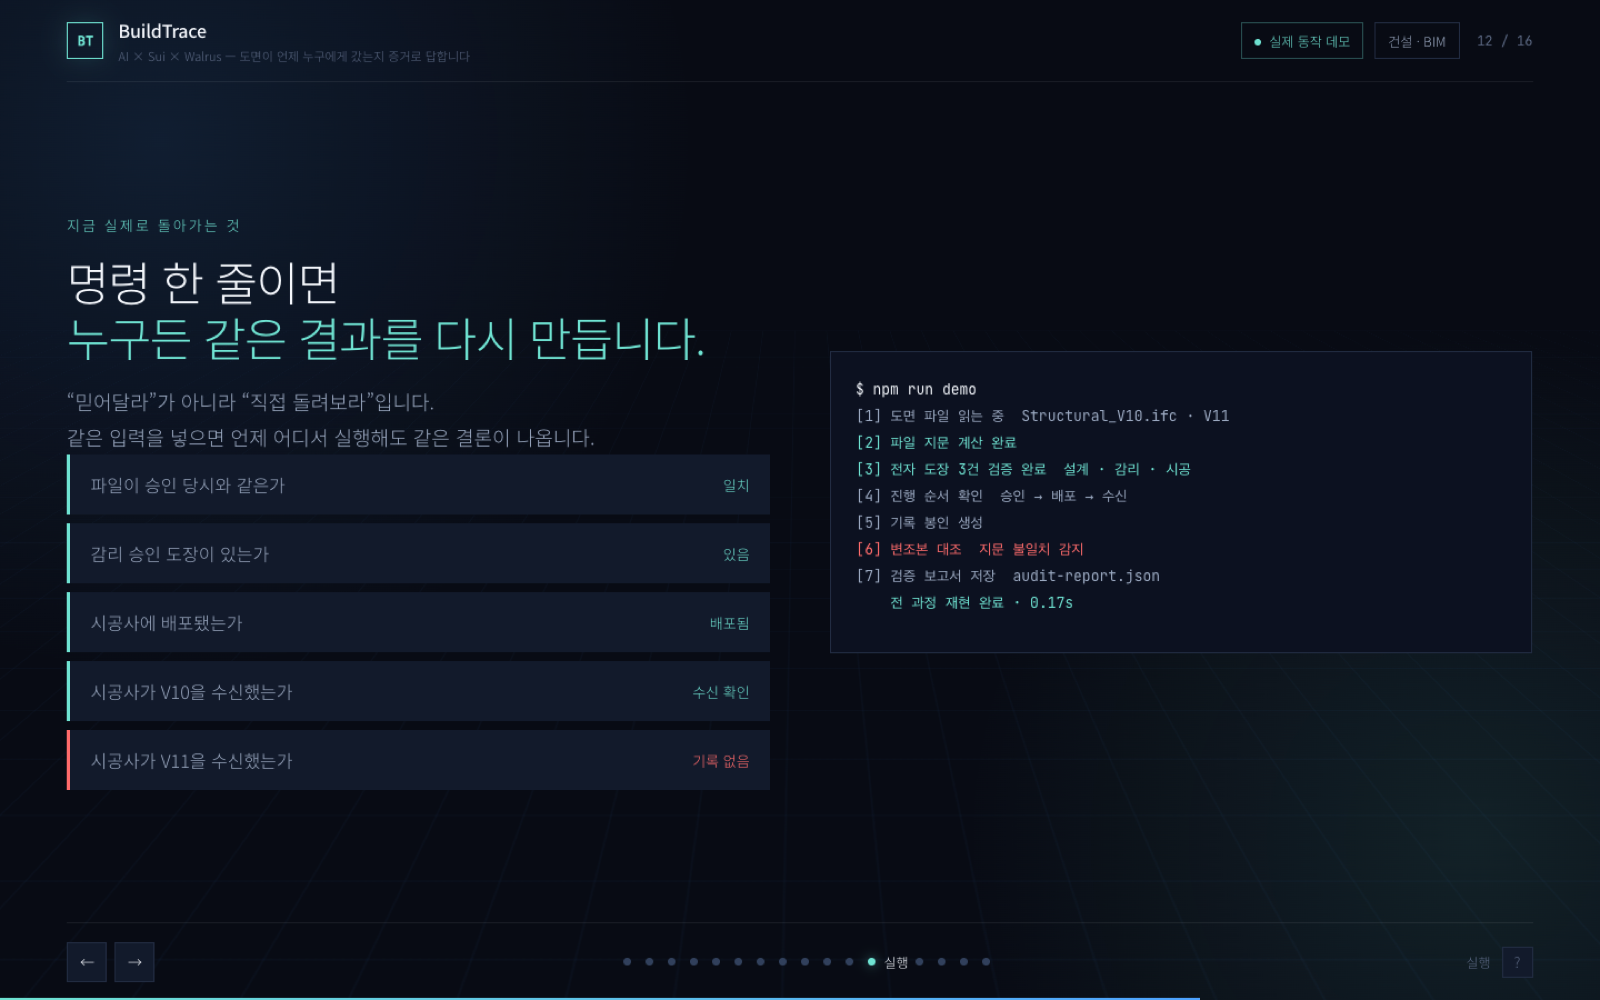 BT
BuildTrace
AI × Sui × Walrus — 도면이 언제 누구에게 갔는지 증거로 답합니다
실제 동작 데모
건설 · BIM
12 / 16
지금 실제로 돌아가는 것
명령 한 줄이면
누구든 같은 결과를 다시 만듭니다.
“믿어달라”가 아니라 “직접 돌려보라”입니다.
같은 입력을 넣으면 언제 어디서 실행해도 같은 결론이 나옵니다.
파일이 승인 당시와 같은가 일치
감리 승인 도장이 있는가 있음
시공사에 배포됐는가 배포됨
시공사가 V10을 수신했는가 수신 확인
시공사가 V11을 수신했는가 기록 없음
$ npm run demo
[1] 도면 파일 읽는 중 Structural_V10.ifc · V11
[2] 파일 지문 계산 완료
[3] 전자 도장 3건 검증 완료 설계 · 감리 · 시공
[4] 진행 순서 확인 승인 → 배포 → 수신
[5] 기록 봉인 생성
[6] 변조본 대조 지문 불일치 감지
[7] 검증 보고서 저장 audit-report.json
전 과정 재현 완료 · 0.17s
← →
실행
실행 ?